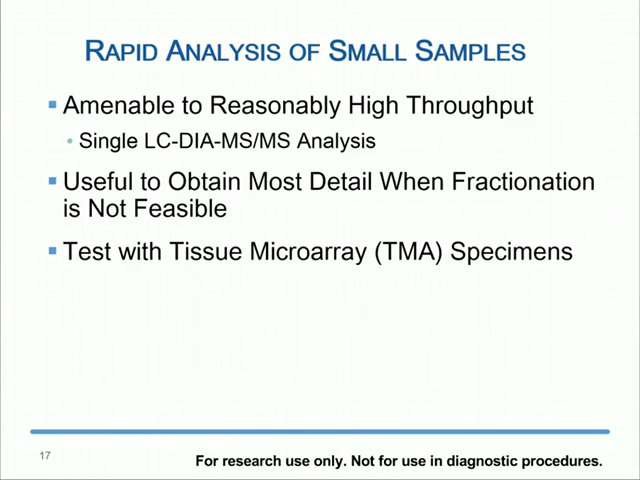 RAPID ANALYSIS OF SMALL SAMPLES
Amenable to Reasonably High Throughput
Single LC-DIA-MS/MS Analysis
Useful to Obtain Most Detail When Fractionation
is Not Feasible
Test with Tissue Microarray (TMA) Specimens
17
For research use only. Not for use in diagnostic procedures.